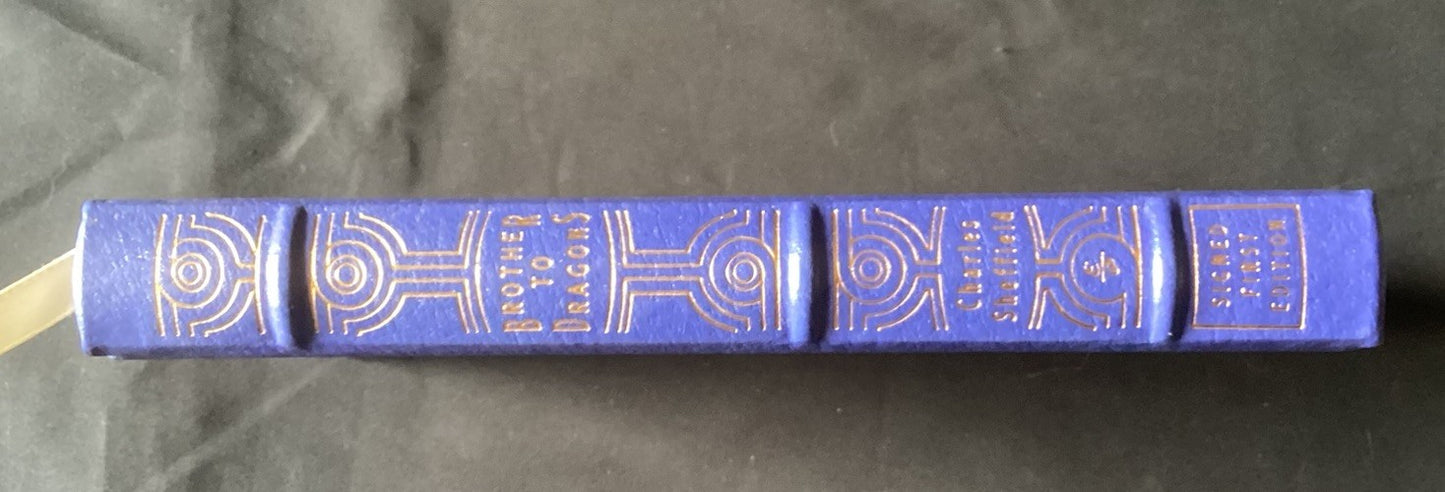 BROTHER
TO
DRAGONS
Charles
Sheffield
SIGNED
FIRST
EDITION